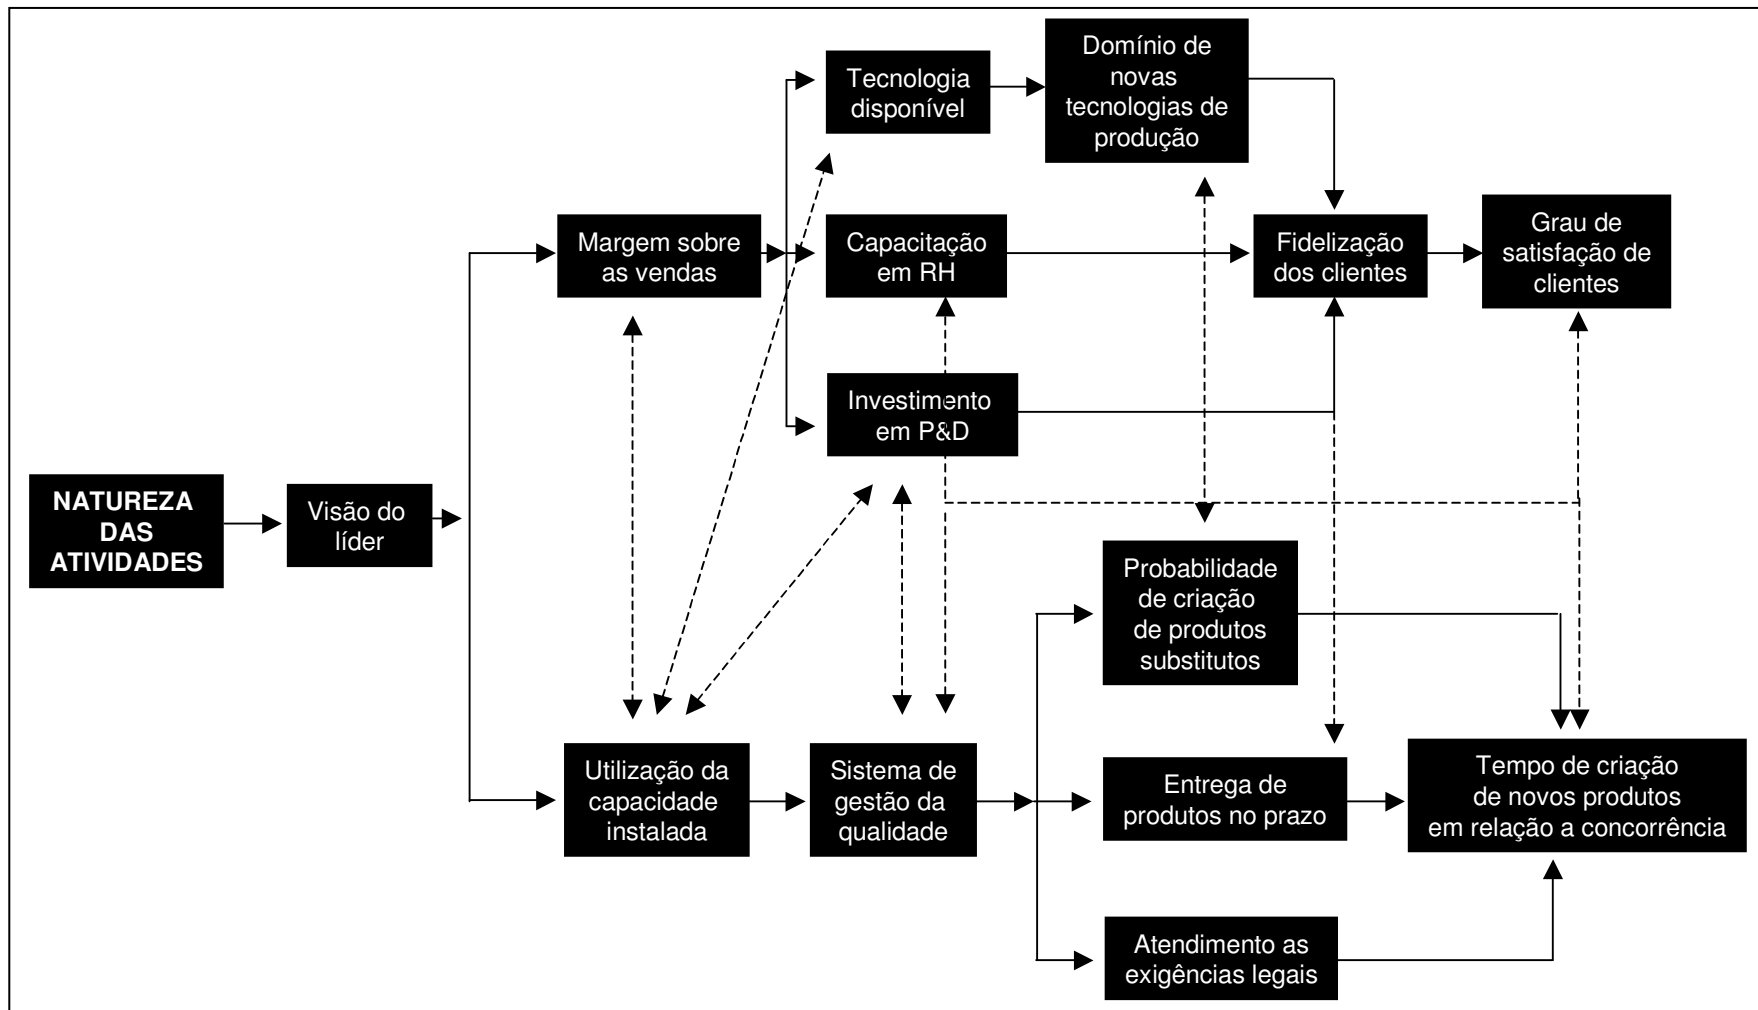 Tecnologia
disponível
Domínio de
novas
tecnologias de
produção
Margem sobre
as vendas
Capacitação
em RH
Fidelização
dos clientes
Grau de
satisfação de
clientes
Investimento
em P&D
NATUREZA
DAS
ATIVIDADES
Visão do
líder
Probabilidade
de criação
de produtos
substitutos
Utilização da
capacidade
instalada
Sistema de
gestão da
qualidade
Entrega de
produtos no prazo
Tempo de criação
de novos produtos
em relação a concorrência
Atendimento as
exigências legais